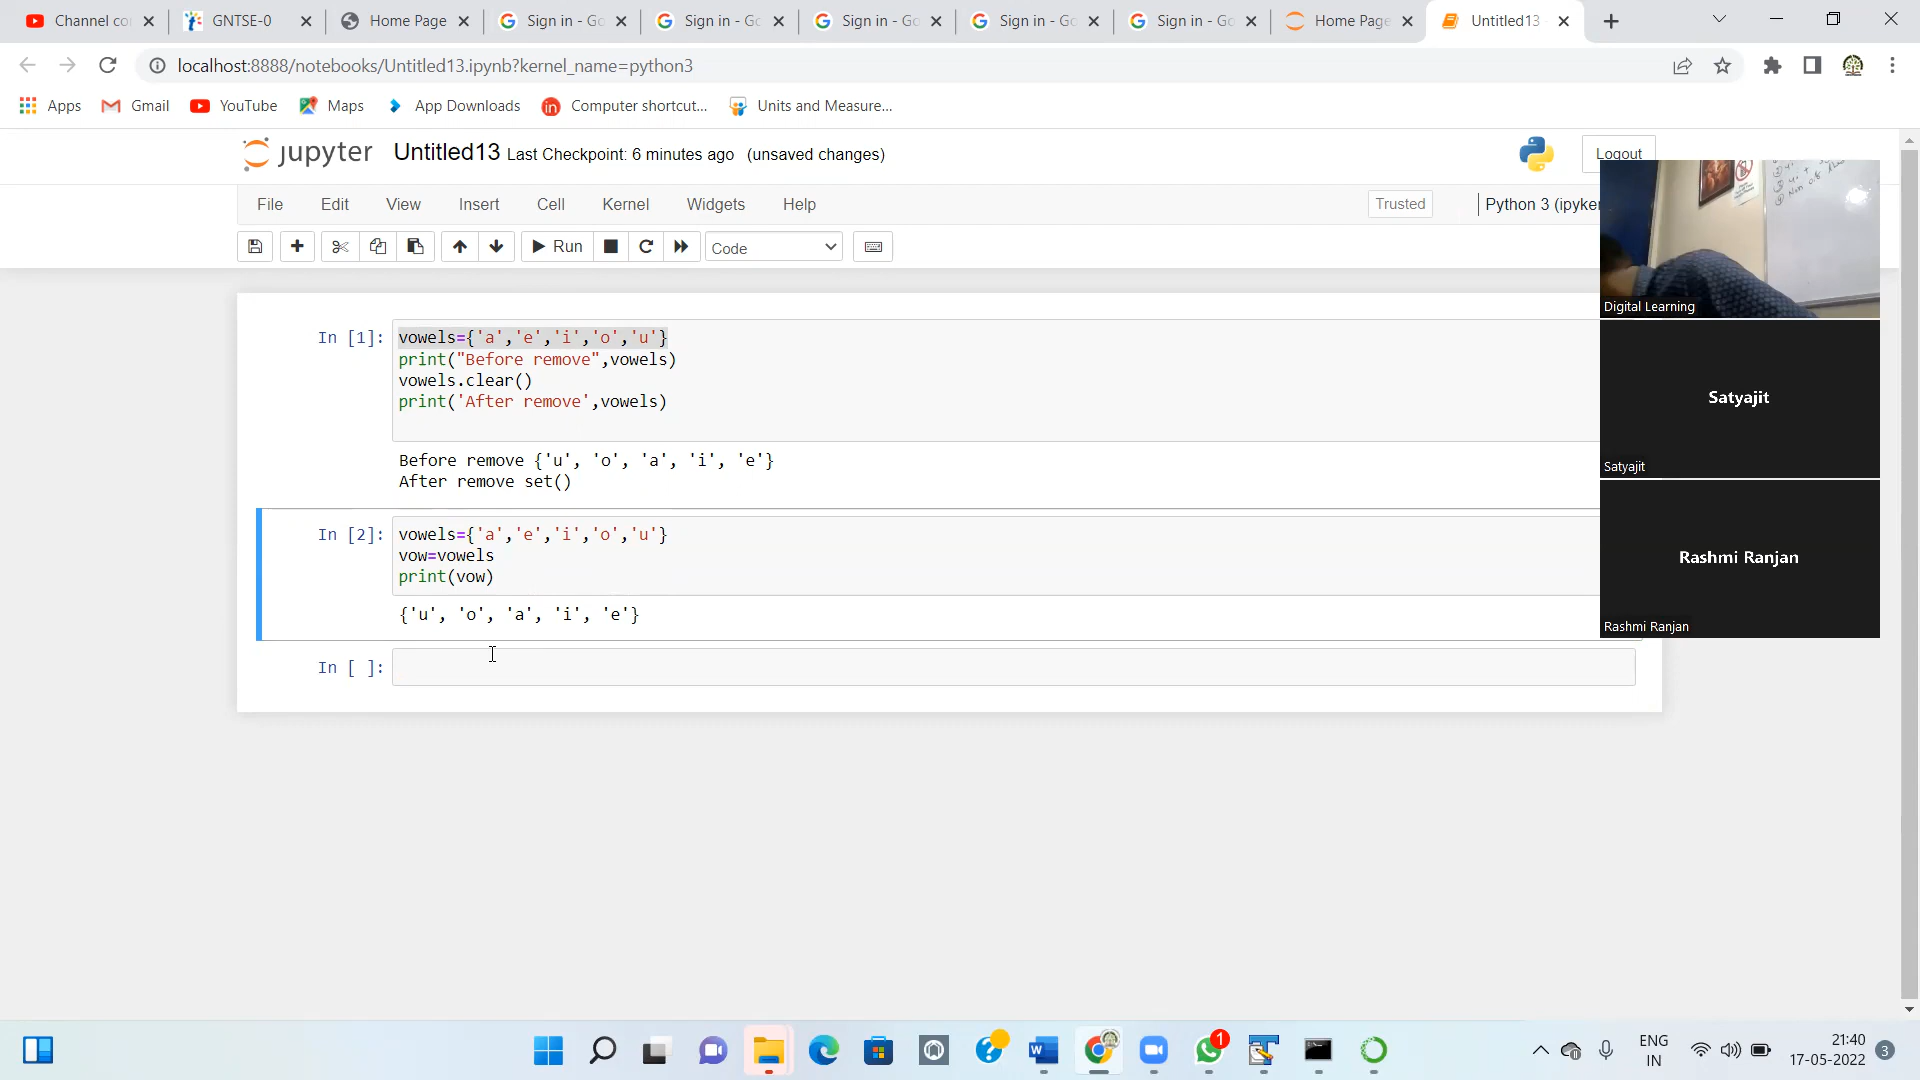 Channel co
GNTSE-0
Home Page
Sign in - Go
Sign in - Go
Sign in - Go
Sign in - Go
Sign in - Go
Home Page
Untitled13
localhost:8888/notebooks/Untitled13.ipynb?kernel_name=python3
Apps
Gmail
YouTube
Maps
App Downloads
Computer shortcut...
Units and Measure...
jupyter
Untitled13 Last Checkpoint: 6 minutes ago (unsaved changes)
Logout
File
Edit
View
Insert
Cell
Kernel
Widgets
Help
Trusted
Python 3 (ipyker
Run
Code
In [1]:
vowels={'a','e','i','o','u'}
print("Before remove",vowels)
vowels.clear()
print('After remove',vowels)
Before remove {'u', 'o', 'a', 'i', 'e'}
After remove set()
In [2]:
vowels={'a','e','i','o','u'}
vow=vowels
print(vow)
{'u', 'o', 'a', 'i', 'e'}
In [ ]:
Digital Learning
Satyajit
Satyajit
Rashmi Ranjan
Rashmi Ranjan
1
ENG
IN
21:40
17-05-2022
3